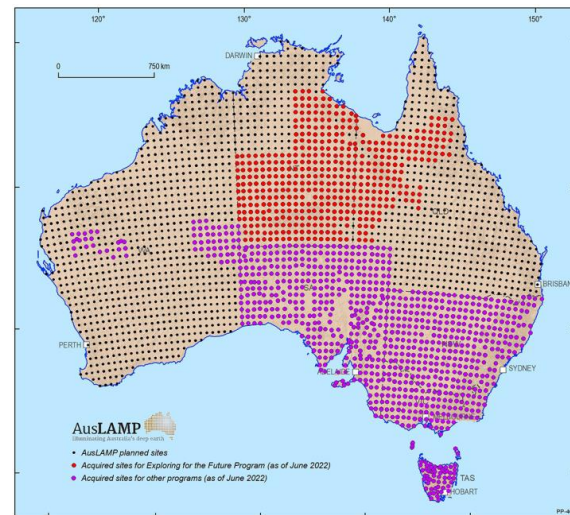 120° 130° 140° 150°
0 750 km
DARWIN
QLD
WA
SA
BRISBANE
PERTH
SYDNEY
ADELAIDE
AusLAMP
Illuminating Australia's deep earth
AusLAMP planned sites
Acquired sites for Exploring for the Future Program (as of June 2022)
Acquired sites for other programs (as of June 2022)
TAS
HOBART